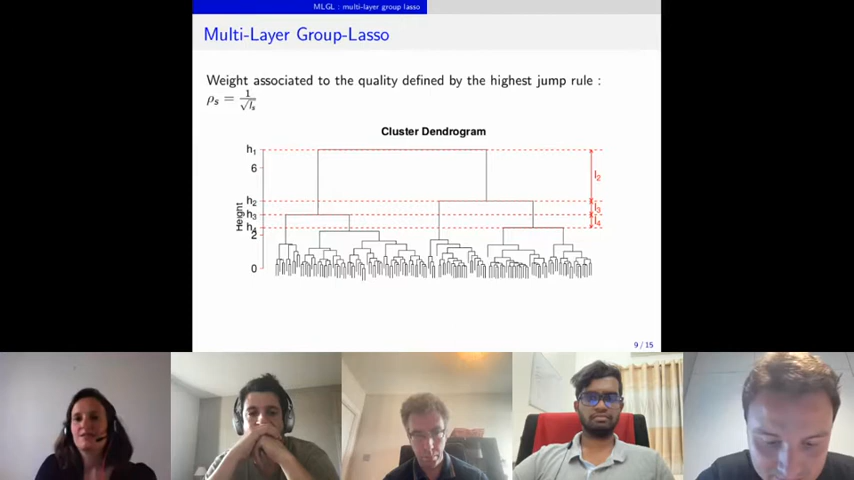 MLGL : multi-layer group lasso
Multi-Layer Group-Lasso
Weight associated to the quality defined by the highest jump rule :
ρₛ = 1/√lₛ
Cluster Dendrogram
h₁
6
l₂
h₂
l₃
h₃
l₄
h₄
2
0
Height
9 / 15